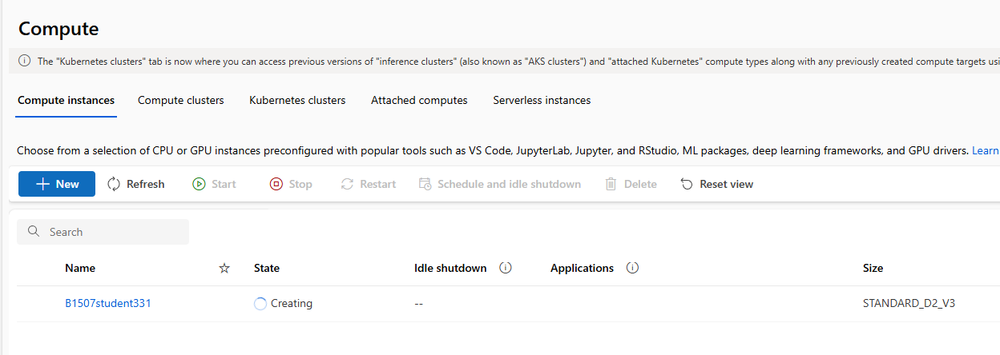 Compute
The "Kubernetes clusters" tab is now where you can access previous versions of "inference clusters" (also known as "AKS clusters") and "attached Kubernetes" compute types along with any previously created compute targets usi
Compute instances Compute clusters Kubernetes clusters Attached computes Serverless instances
Choose from a selection of CPU or GPU instances preconfigured with popular tools such as VS Code, JupyterLab, Jupyter, and RStudio, ML packages, deep learning frameworks, and GPU drivers. Learn
New Refresh Start Stop Restart Schedule and idle shutdown Delete Reset view
Search
Name State Idle shutdown Applications Size
B1507student331 Creating -- STANDARD_D2_V3